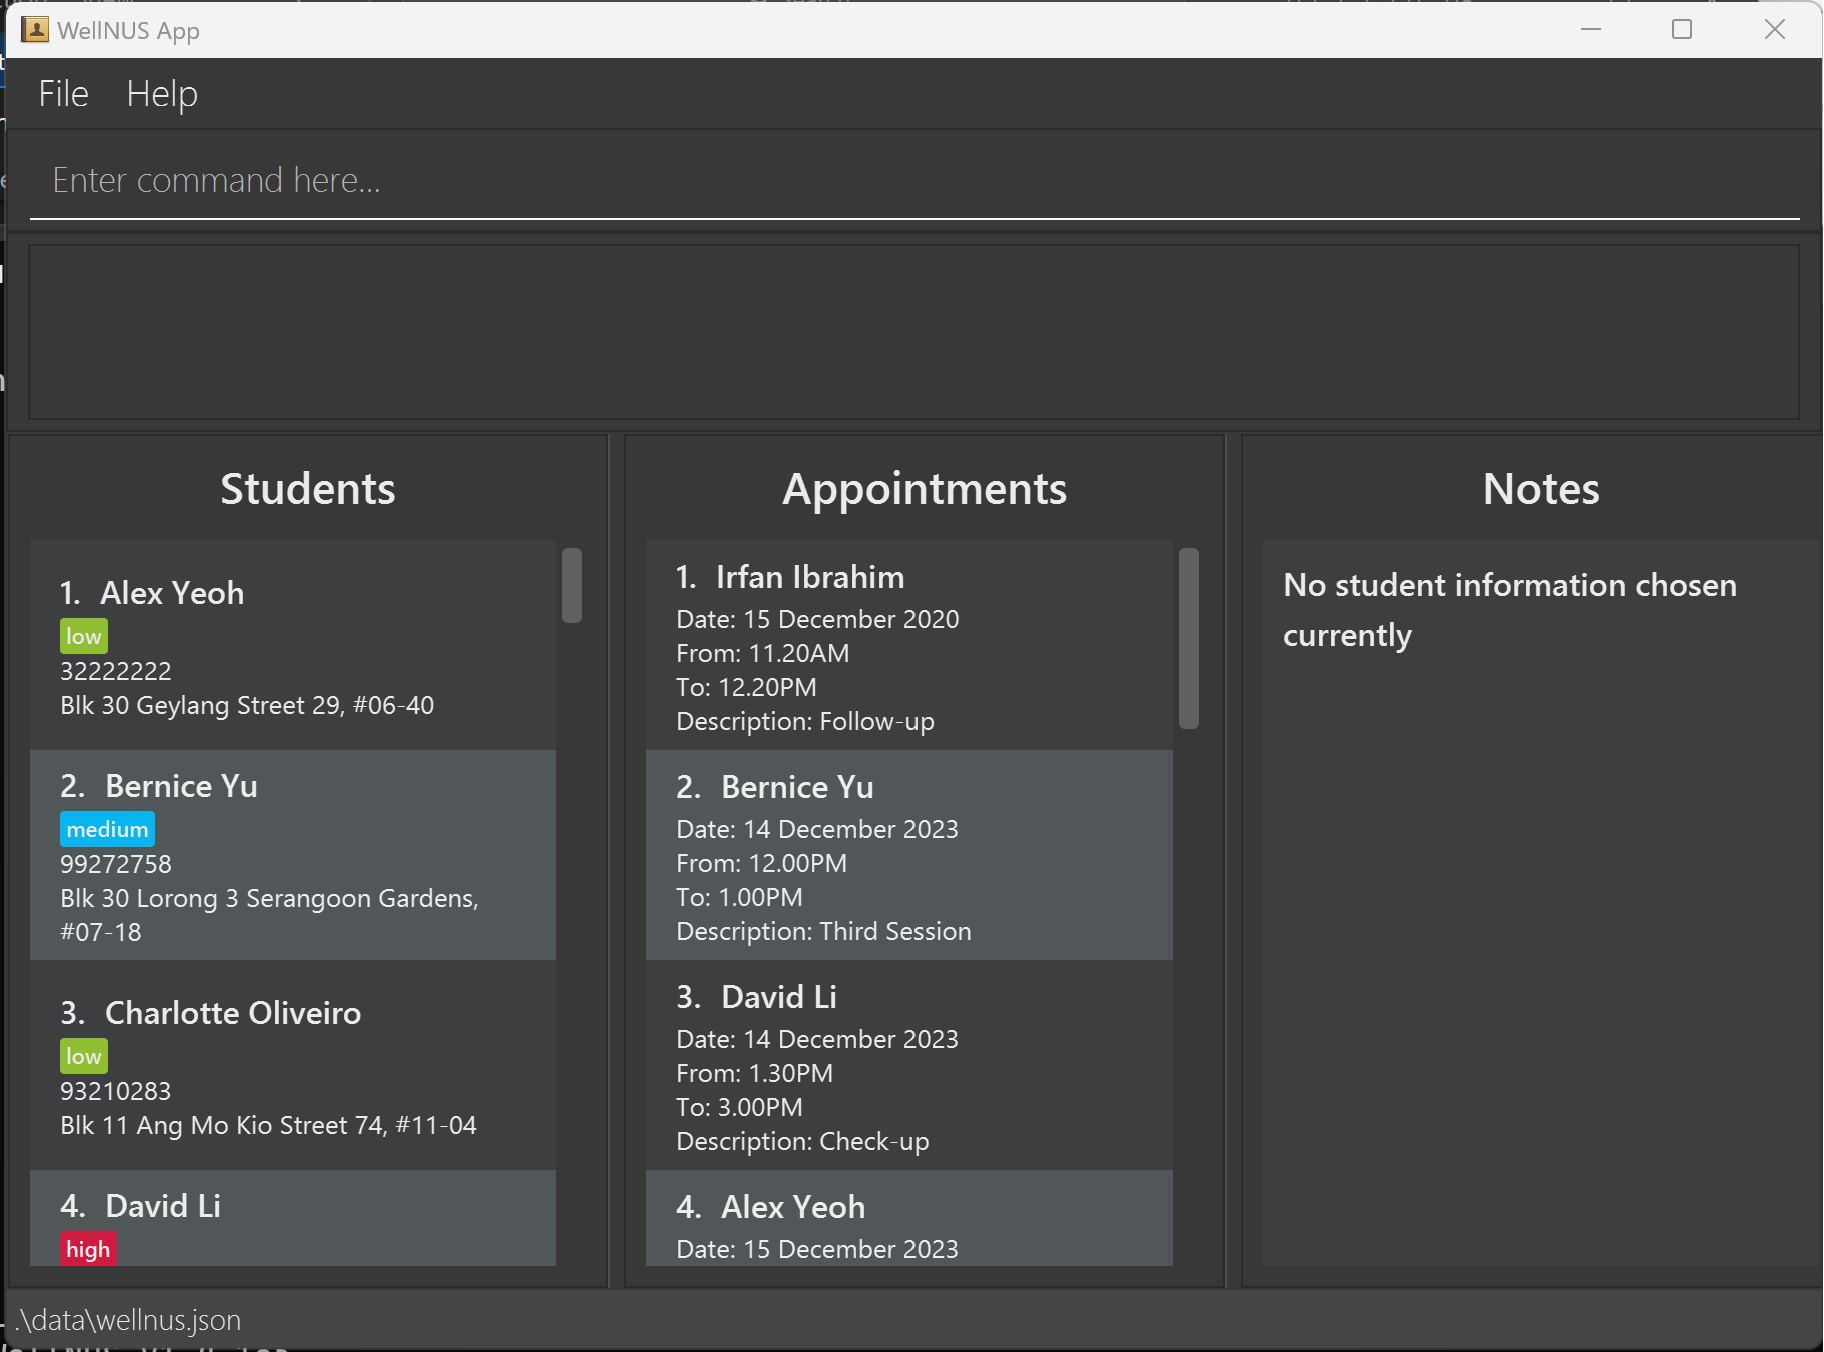 WellNUS App
File Help
Enter command here...
Students
1. Alex Yeoh
low
32222222
Blk 30 Geylang Street 29, #06-40
2. Bernice Yu
medium
99272758
Blk 30 Lorong 3 Serangoon Gardens,
#07-18
3. Charlotte Oliveiro
low
93210283
Blk 11 Ang Mo Kio Street 74, #11-04
4. David Li
high
Appointments
1. Irfan Ibrahim
Date: 15 December 2020
From: 11.20AM
To: 12.20PM
Description: Follow-up
2. Bernice Yu
Date: 14 December 2023
From: 12.00PM
To: 1.00PM
Description: Third Session
3. David Li
Date: 14 December 2023
From: 1.30PM
To: 3.00PM
Description: Check-up
4. Alex Yeoh
Date: 15 December 2023
Notes
No student information chosen
currently
.\data\wellnus.json